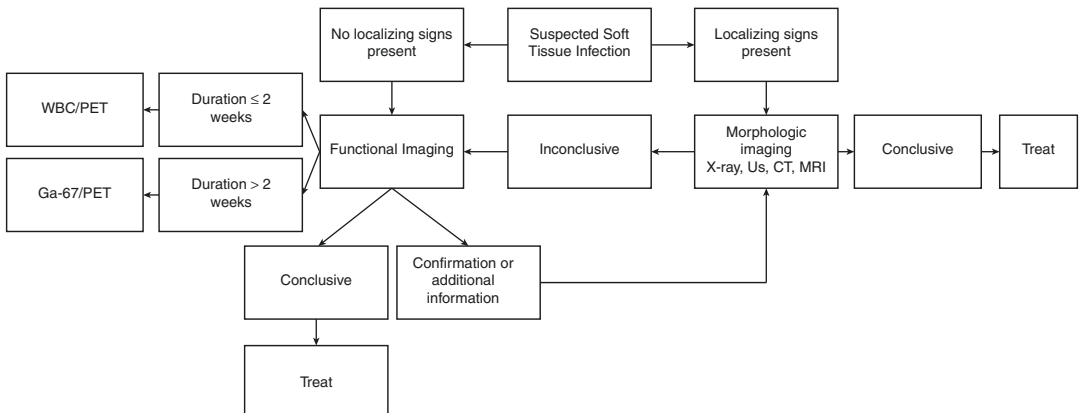 No localizing signs
present
Suspected Soft
Tissue Infection
Localizing signs
present
WBC/PET
Duration ≤ 2
weeks
Functional Imaging
Inconclusive
Morphologic
imaging
X-ray, Us, CT, MRI
Conclusive
Treat
Ga-67/PET
Duration > 2
weeks
Conclusive
Confirmation or
additional
information
Treat